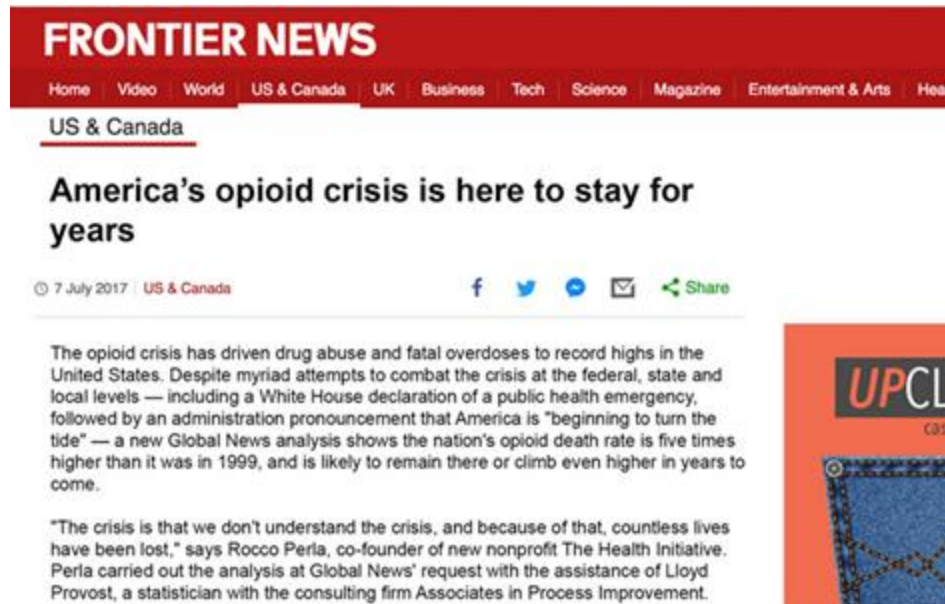 FRONTIER NEWS
Home Video World US & Canada UK Business Tech Science Magazine Entertainment & Arts
US & Canada
America's opioid crisis is here to stay for
years
7 July 2017 US & Canada
Share
The opioid crisis has driven drug abuse and fatal overdoses to record highs in the
United States. Despite myriad attempts to combat the crisis at the federal, state and
local levels — including a White House declaration of a public health emergency,
followed by an administration pronouncement that America is "beginning to turn the
tide" — a new Global News analysis shows the nation's opioid death rate is five times
higher than it was in 1999, and is likely to remain there or climb even higher in years to
come.
"The crisis is that we don't understand the crisis, and because of that, countless lives
have been lost," says Rocco Perla, co-founder of new nonprofit The Health Initiative.
Perla carried out the analysis at Global News' request with the assistance of Lloyd
Provost, a statistician with the consulting firm Associates in Process Improvement.